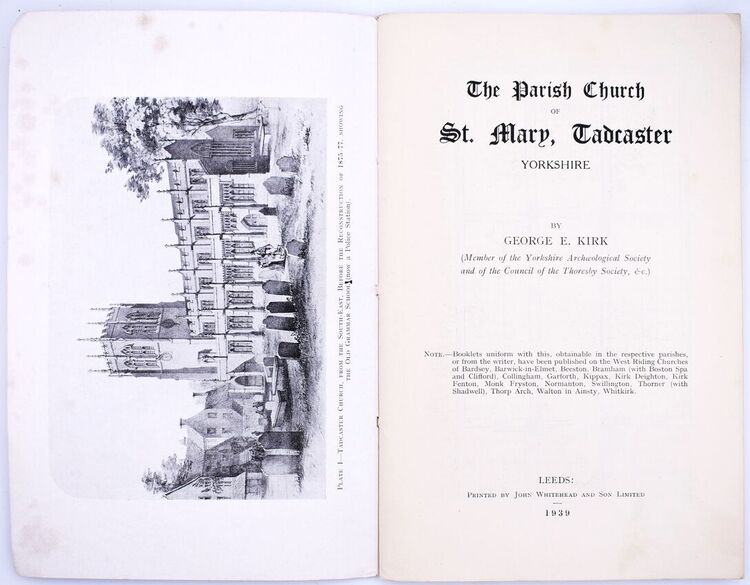 Plate 1—Tadcaster Church, from the South-East, Before the Reconstruction of 1875-77, showing
the Old Grammar School (now a Police Station).
The Parish Church
OF
St. Mary, Tadcaster
YORKSHIRE
BY
GEORGE E. KIRK
(Member of the Yorkshire Archæological Society
and of the Council of the Thoresby Society, &c.)
Note.—Booklets uniform with this, obtainable in the respective parishes,
or from the writer, have been published on the West Riding Churches
of Bardsey, Barwick-in-Elmet, Beeston, Bramham (with Boston Spa
and Clifford), Collingham, Garforth, Kippax, Kirk Deighton, Kirk
Fenton, Monk Fryston, Normanton, Swillington, Thorner (with
Shadwell), Thorp Arch, Walton in Ainsty, Whitkirk.
LEEDS:
Printed by John Whitehead and Son Limited
1939